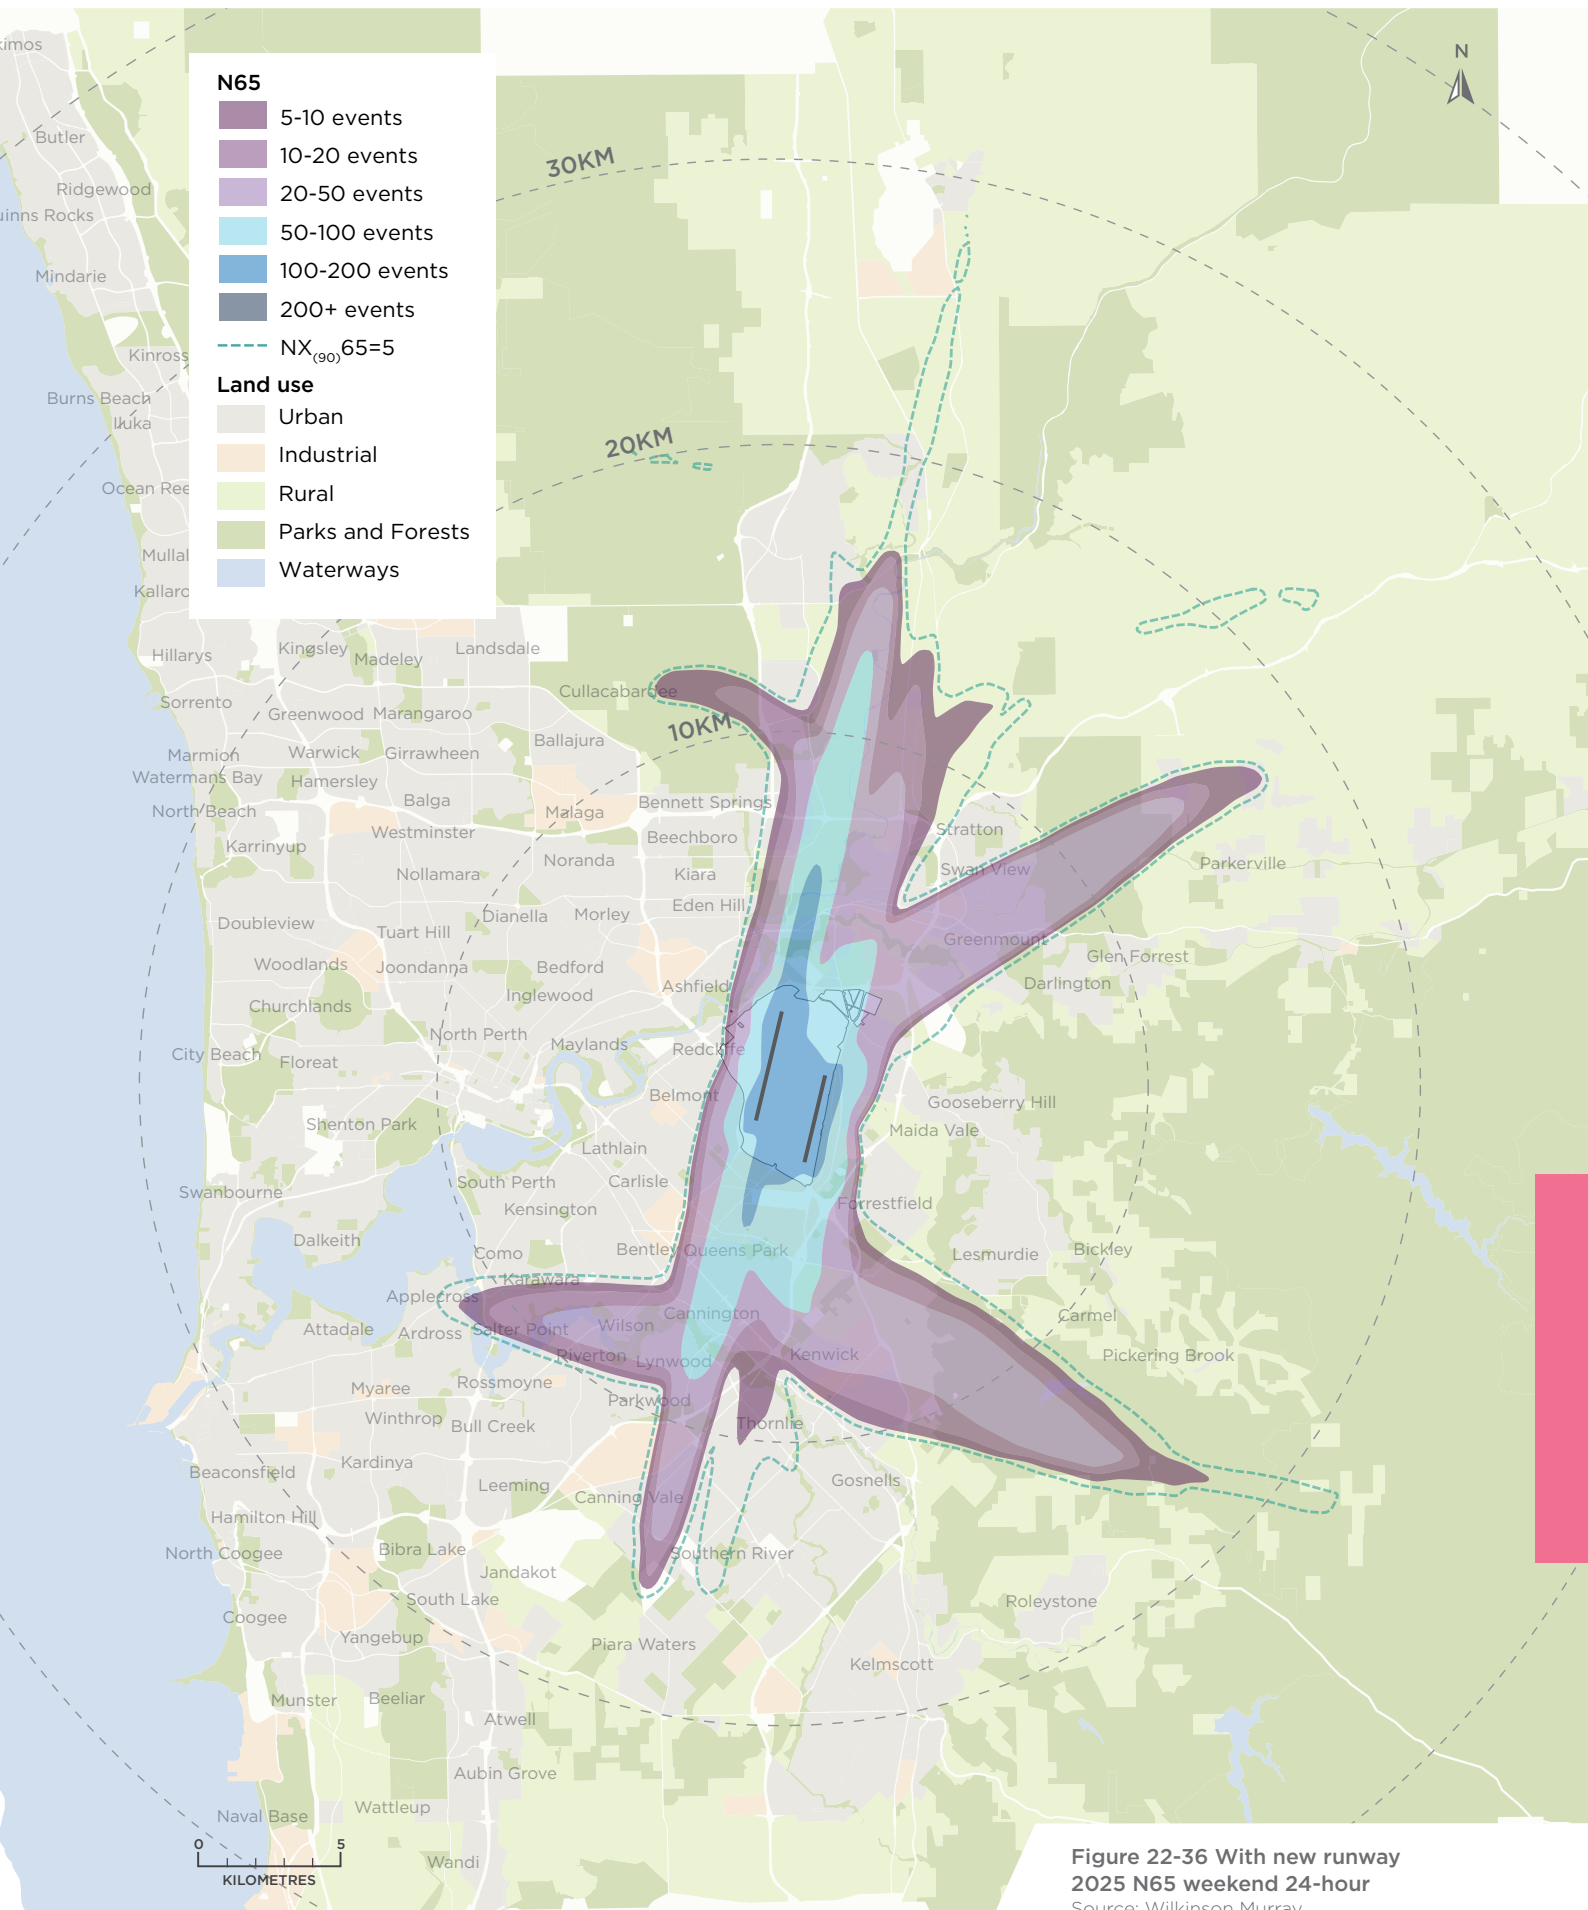 N65
5-10 events
10-20 events
20-50 events
50-100 events
100-200 events
200+ events
NX(90)65=5
Land use
Urban
Industrial
Rural
Parks and Forests
Waterways
N
30KM
20KM
10KM
Butler
Ridgewood
Mindarie
Kinross
Burns Beach
Iluka
Hillarys
Kingsley
Madeley
Landsdale
Sorrento
Cullacabardee
Greenwood
Marangaroo
Marmion
Warwick
Girrawheen
Ballajura
Watermans Bay
Hamersley
North Beach
Balga
Malaga
Bennett Springs
Westminster
Beechboro
Stratton
Karrinyup
Noranda
Swan View
Parkerville
Nollamara
Kiara
Eden Hill
Doubleview
Dianella
Morley
Tuart Hill
Greenmount
Glen Forrest
Woodlands
Joondanna
Bedford
Ashfield
Darlington
Churchlands
Inglewood
North Perth
Maylands
Redcliffe
City Beach
Floreat
Belmont
Gooseberry Hill
Shenton Park
Maida Vale
Lathlain
Swanbourne
South Perth
Carlisle
Kensington
Forrestfield
Dalkeith
Como
Bentley
Queens Park
Lesmurdie
Bickley
Karawara
Applecross
Cannington
Carmel
Attadale
Ardross
Salter Point
Wilson
Riverton
Lynwood
Kenwick
Pickering Brook
Myaree
Rossmoyne
Parkwood
Winthrop
Bull Creek
Thornlie
Kardinya
Beaconsfield
Leeming
Gosnells
Canning Vale
Hamilton Hill
North Coogee
Bibra Lake
Southern River
Jandakot
South Lake
Roleystone
Coogee
Yangebup
Piara Waters
Kelmscott
Munster
Beeliar
Atwell
Aubin Grove
Naval Base
Wattleup
Wandi
0 5
KILOMETRES
Figure 22-36 With new runway
2025 N65 weekend 24-hour
Source: Wilkinson Murray